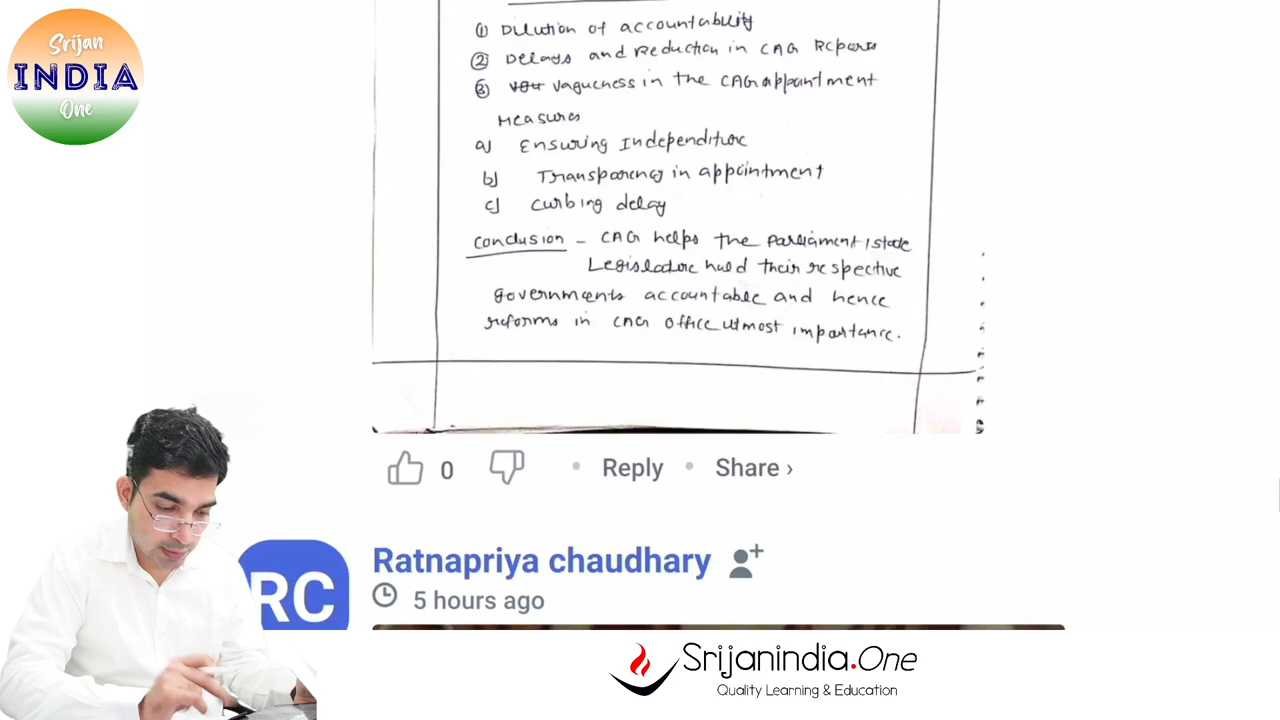 Srijan
INDIA
One
① Dilution of accountability
② Delays and Reduction in CAG Reports
③ vagueness in the CAG appointment
Measures
a) Ensuring Independiture
b) Transparency in appointment
c) curbing delay
Conclusion - CAG helps the parliament / state
Legislature hold their respective
governments accountable and hence
reforms in CAG office utmost importance.
0 • Reply • Share ›
RC
Ratnapriya chaudhary
5 hours ago
Srijanindia.One
Quality Learning & Education